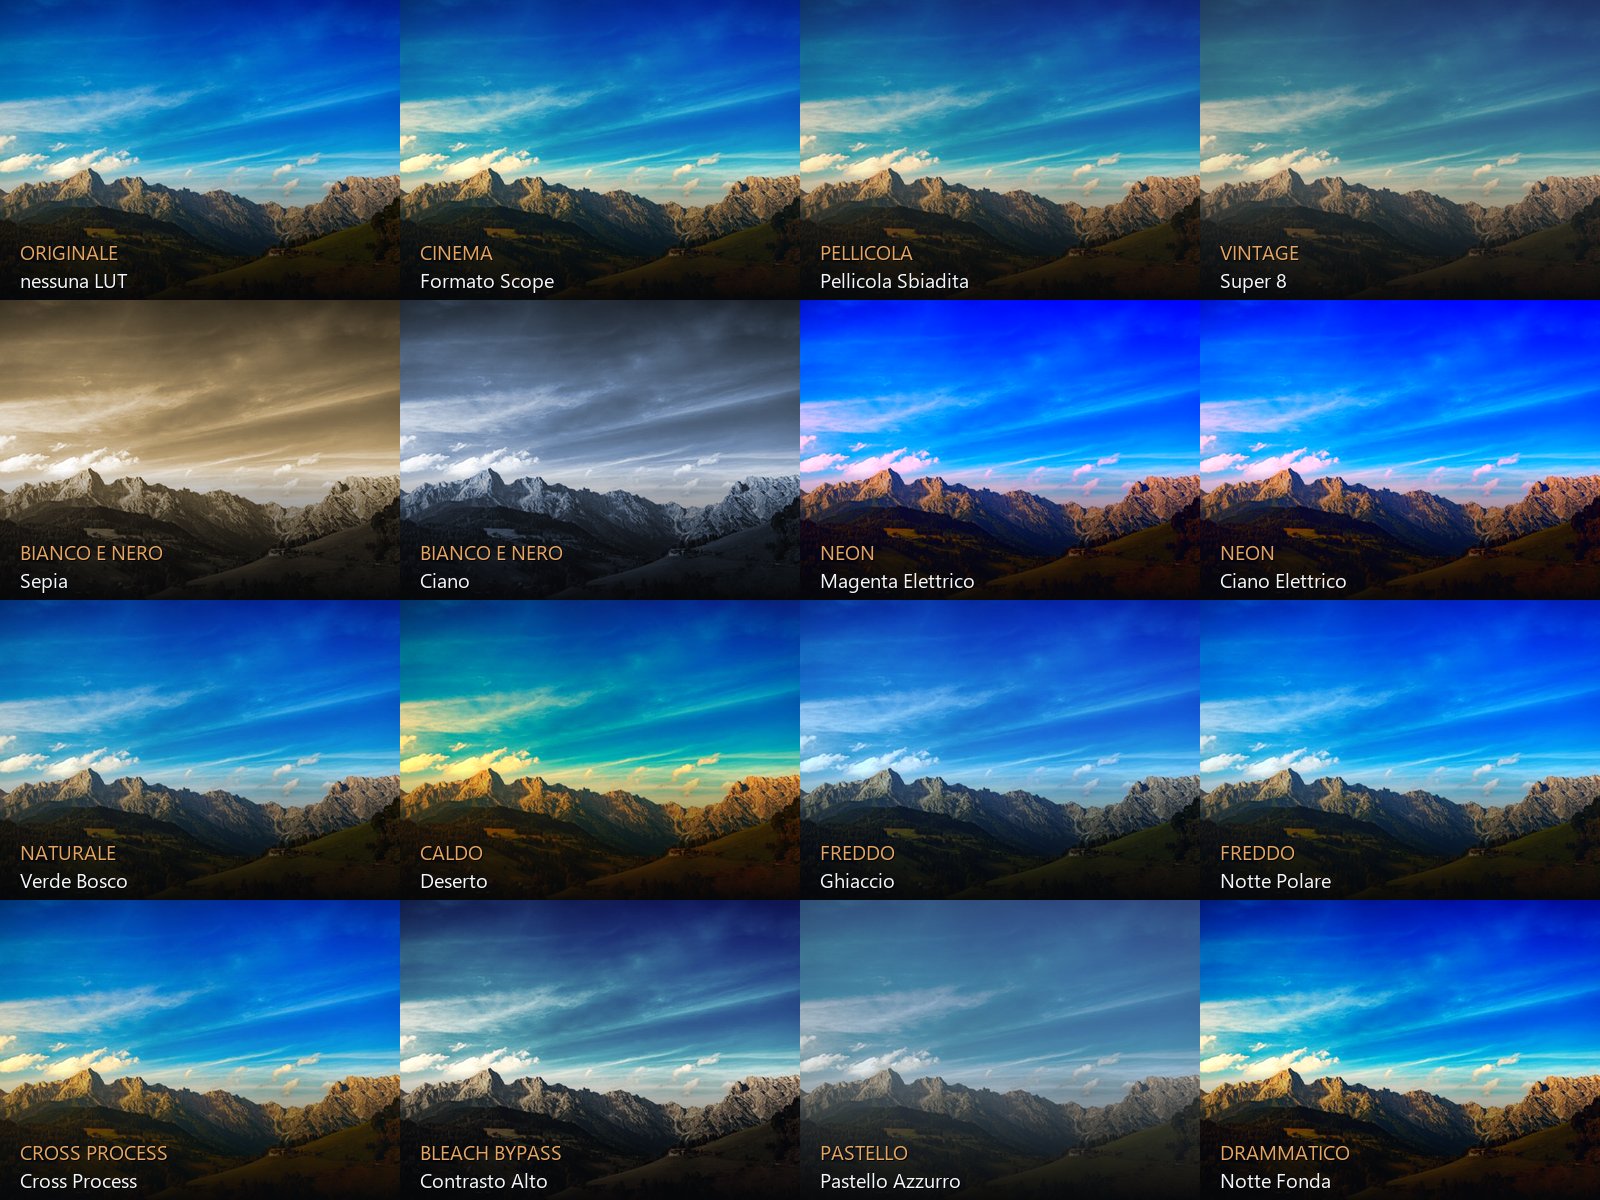 ORIGINALE
nessuna LUT
CINEMA
Formato Scope
PELLICOLA
Pellicola Sbiadita
VINTAGE
Super 8
BIANCO E NERO
Sepia
BIANCO E NERO
Ciano
NEON
Magenta Elettrico
NEON
Ciano Elettrico
NATURALE
Verde Bosco
CALDO
Deserto
FREDDO
Ghiaccio
FREDDO
Notte Polare
CROSS PROCESS
Cross Process
BLEACH BYPASS
Contrasto Alto
PASTELLO
Pastello Azzurro
DRAMMATICO
Notte Fonda